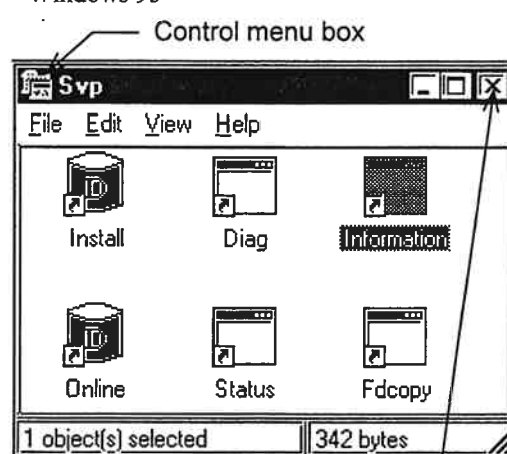 Control menu box
Svp
File Edit View Help
Install Diag Information
Online Status Fdcopy
1 object(s) selected 342 bytes